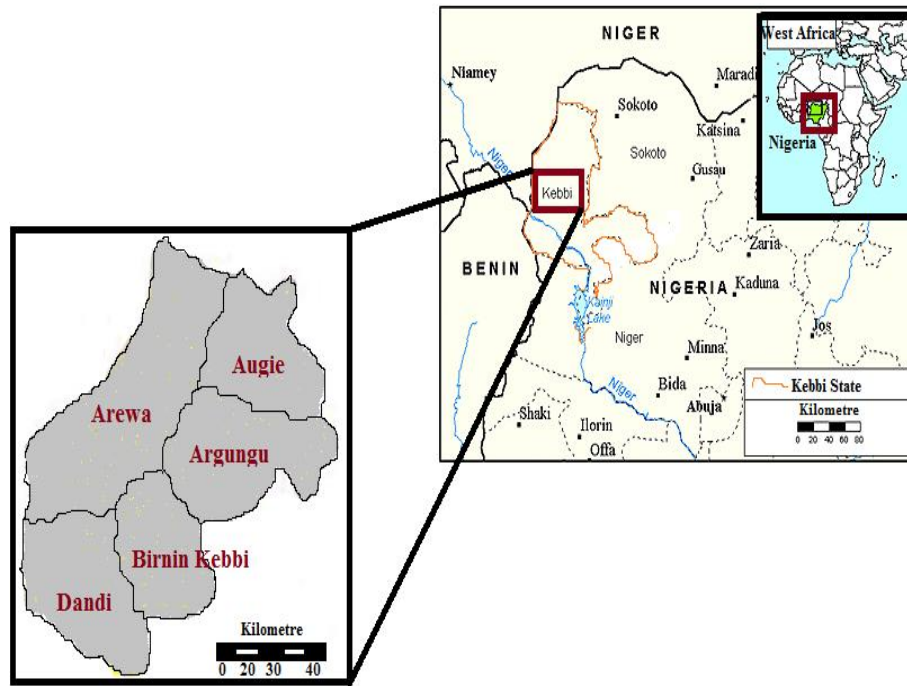 NIGER
West Africa
Niamey
Maradi
Sokoto
Katsina
Nigeria
Sokoto
Niger
Gusau
Kebbi
Zaria
BENIN
NIGERIA
Kaduna
Kainji
Lake
Jos
Niger
Minna
Bida
Abuja
Niger
Shaki
Ilorin
Offa
Kebbi State
Kilometre
0 20 40 60 80
Augie
Arewa
Argungu
Birnin Kebbi
Dandi
Kilometre
0 20 30 40